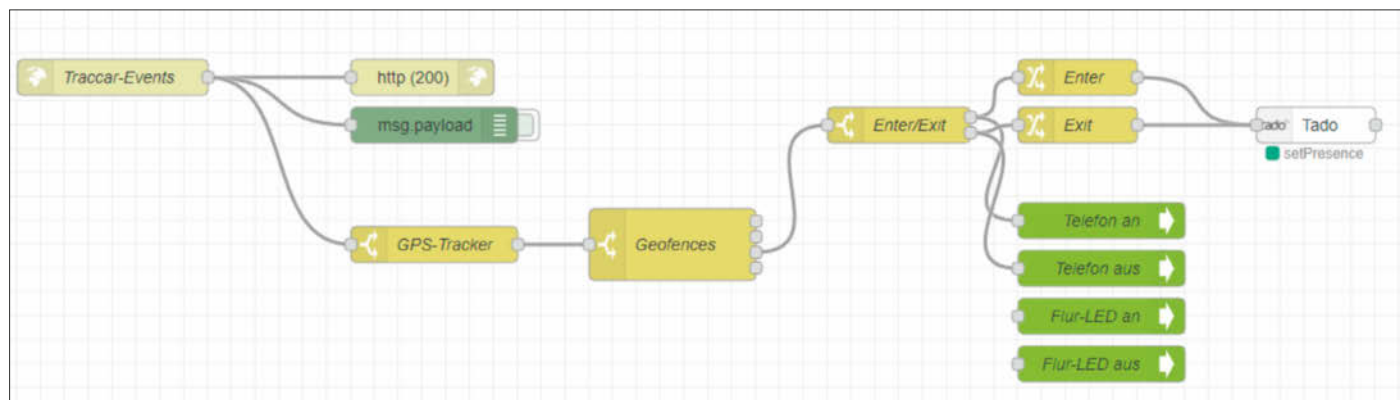 Traccar-Events
http (200)
msg.payload
GPS-Tracker
Geofences
Enter/Exit
Enter
Exit
tado° Tado
setPresence
Telefon an
Telefon aus
Flur-LED an
Flur-LED aus